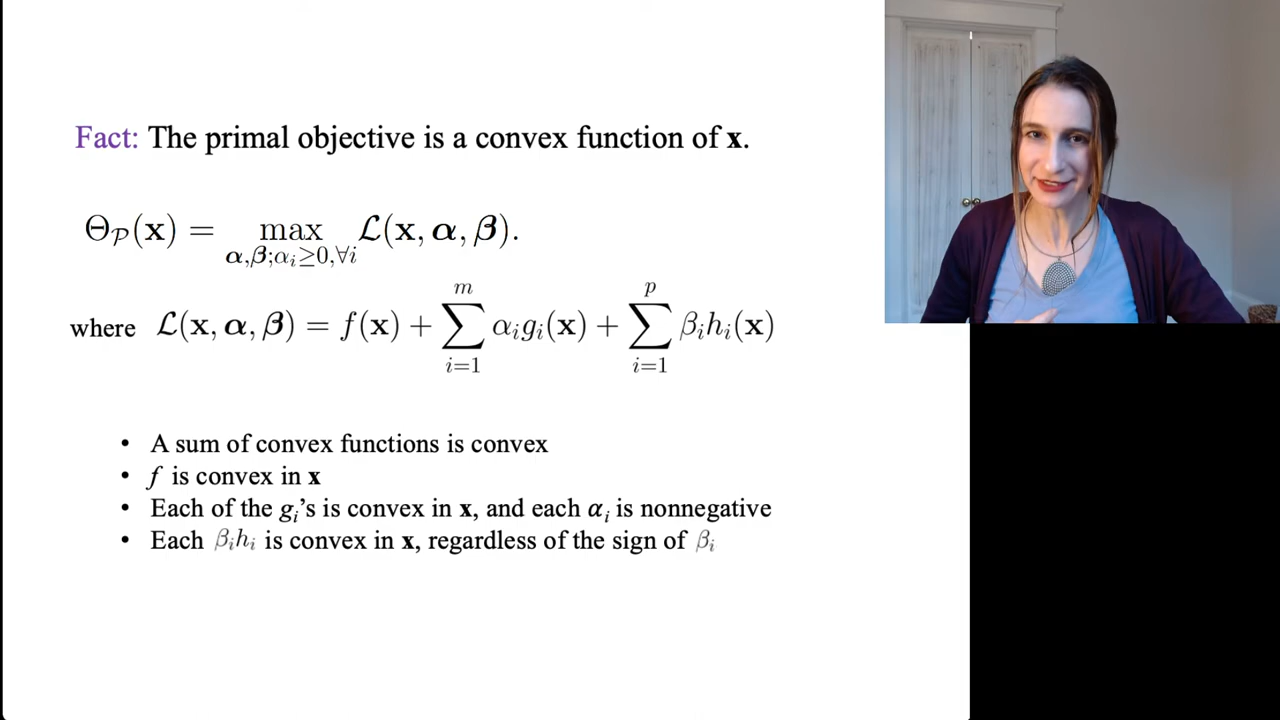 Fact: The primal objective is a convex function of x.
Θ_𝒫(x) = max_{α,β;α_i≥0,∀i} ℒ(x, α, β).
where ℒ(x, α, β) = f(x) + ∑_{i=1}^{m} α_i g_i(x) + ∑_{i=1}^{p} β_i h_i(x)
• A sum of convex functions is convex
• f is convex in x
• Each of the g_i's is convex in x, and each α_i is nonnegative
• Each β_i h_i is convex in x, regardless of the sign of β_i